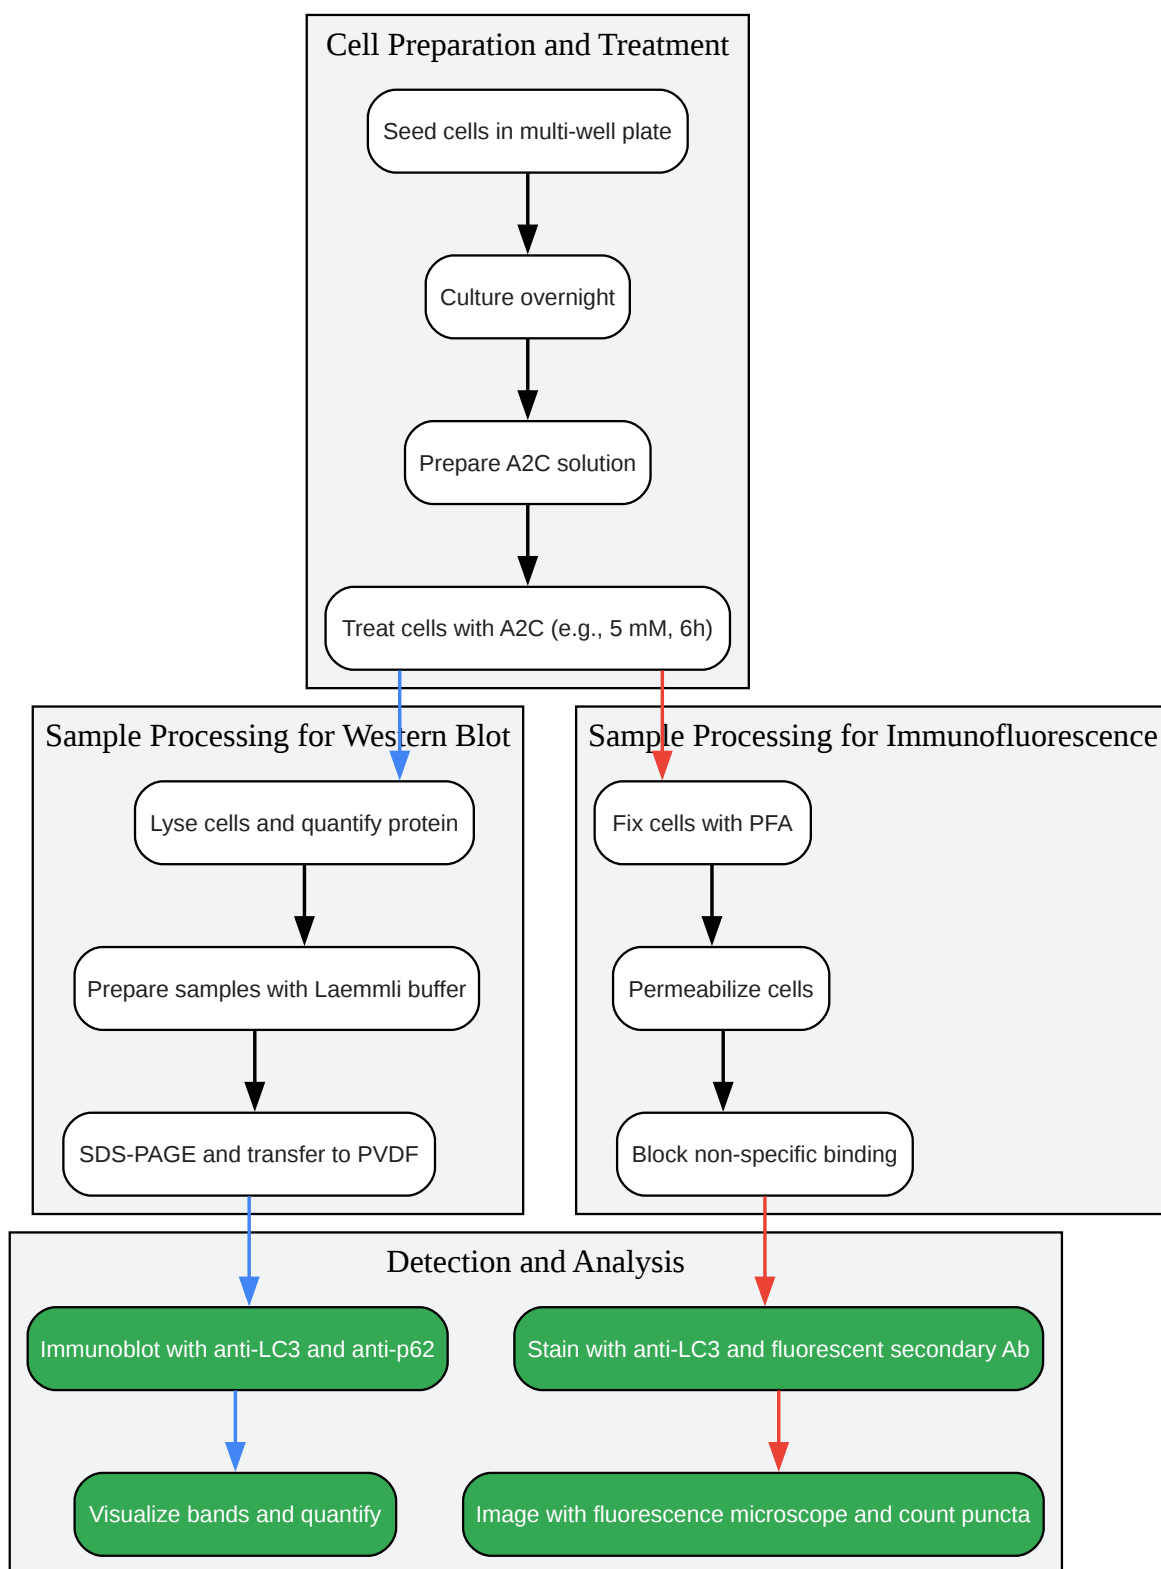 Cell Preparation and Treatment
Seed cells in multi-well plate
Culture overnight
Prepare A2C solution
Treat cells with A2C (e.g., 5 mM, 6h)
Sample Processing for Western Blot
Lyse cells and quantify protein
Prepare samples with Laemmli buffer
SDS-PAGE and transfer to PVDF
Sample Processing for Immunofluorescence
Fix cells with PFA
Permeabilize cells
Block non-specific binding
Detection and Analysis
Immunoblot with anti-LC3 and anti-p62
Visualize bands and quantify
Stain with anti-LC3 and fluorescent secondary Ab
Image with fluorescence microscope and count puncta